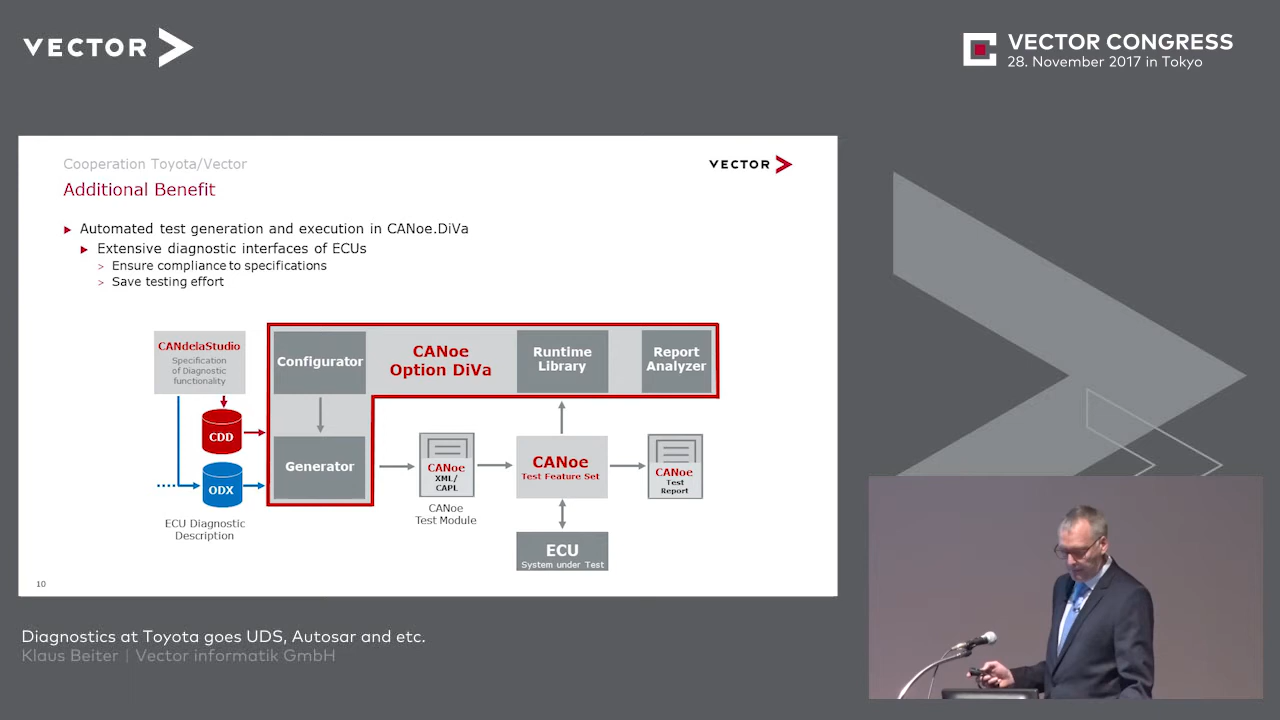 VECTOR
VECTOR CONGRESS
28. November 2017 in Tokyo
Cooperation Toyota/Vector
VECTOR
Additional Benefit
Automated test generation and execution in CANoe.DiVa
Extensive diagnostic interfaces of ECUs
> Ensure compliance to specifications
> Save testing effort
CANdelaStudio
Specification
of Diagnostic
functionality
Configurator
CANoe
Option DiVa
Runtime
Library
Report
Analyzer
CDD
ODX
ECU Diagnostic
Description
Generator
CANoe
XML/
CAPL
CANoe
Test Module
CANoe
Test Feature Set
CANoe
Test
Report
ECU
System under Test
10
Diagnostics at Toyota goes UDS, Autosar and etc.
Klaus Beiter | Vector informatik GmbH